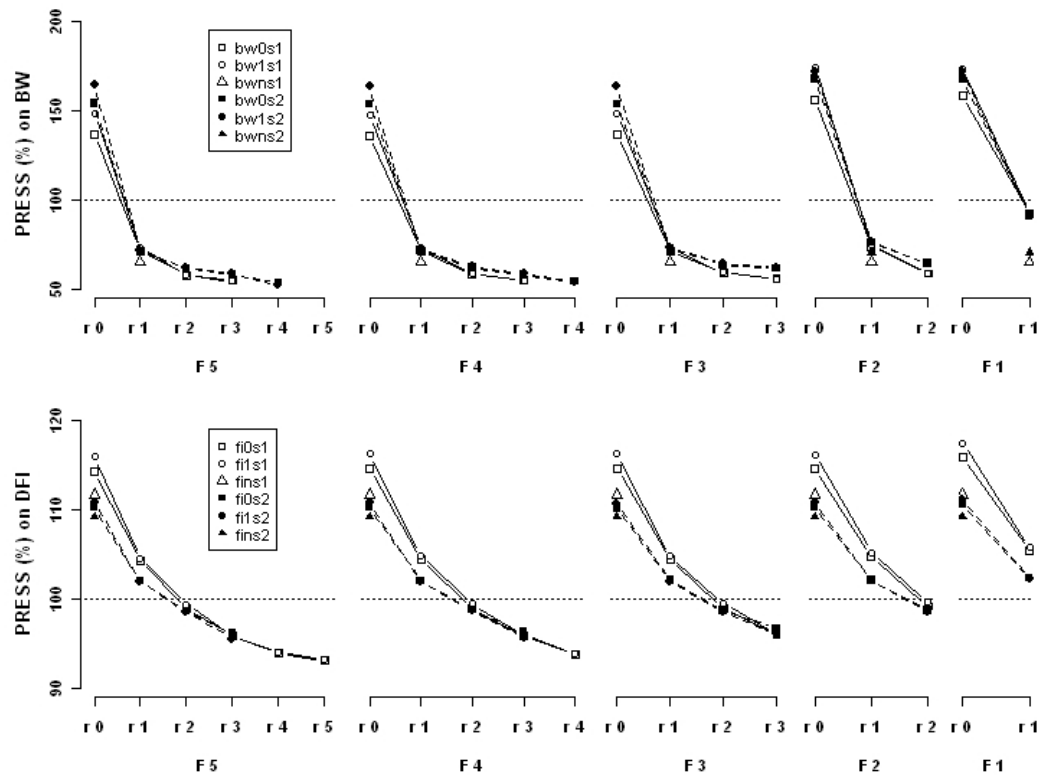 PRESS (%) on BW
200
150
100
50
bw0s1
bw1s1
bwns1
bw0s2
bw1s2
bwns2
r 0 r 1 r 2 r 3 r 4 r 5
r 0 r 1 r 2 r 3 r 4
r 0 r 1 r 2 r 3
r 0 r 1 r 2
r 0 r 1
F 5 F 4 F 3 F 2 F 1
PRESS (%) on DFI
120
110
100
90
fi0s1
fi1s1
fins1
fi0s2
fi1s2
fins2
r 0 r 1 r 2 r 3 r 4 r 5
r 0 r 1 r 2 r 3 r 4
r 0 r 1 r 2 r 3
r 0 r 1 r 2
r 0 r 1
F 5 F 4 F 3 F 2 F 1